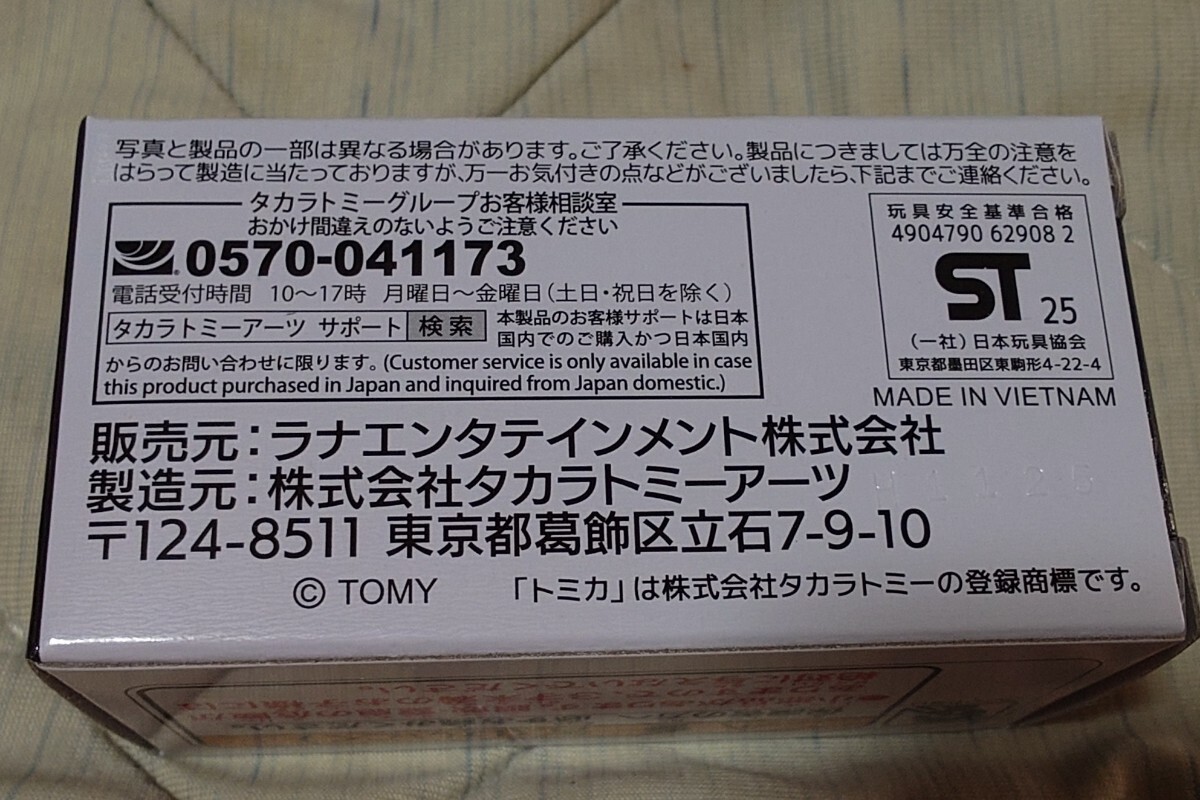 写真と製品の一部は異なる場合があります。ご了承ください。製品につきましては万全の注意を
はらって製造に当たっておりますが、万一お気付きの点などがございましたら、下記までご連絡ください。
タカラトミーグループお客様相談室
おかけ間違えのないようご注意ください
0570-041173
電話受付時間 10〜17時 月曜日〜金曜日(土日・祝日を除く)
タカラトミーアーツ サポート 検索
本製品のお客様サポートは日本
国内でのご購入かつ日本国内
からのお問い合わせに限ります。(Customer service is only available in case
this product purchased in Japan and inquired from Japan domestic.)
玩具安全基準合格
4904790 62908 2
ST 25
(一社)日本玩具協会
東京都墨田区東駒形4-22-4
MADE IN VIETNAM
販売元:ラナエンタテインメント株式会社
製造元:株式会社タカラトミーアーツ
〒124-8511 東京都葛飾区立石7-9-10
© TOMY 「トミカ」は株式会社タカラトミーの登録商標です。